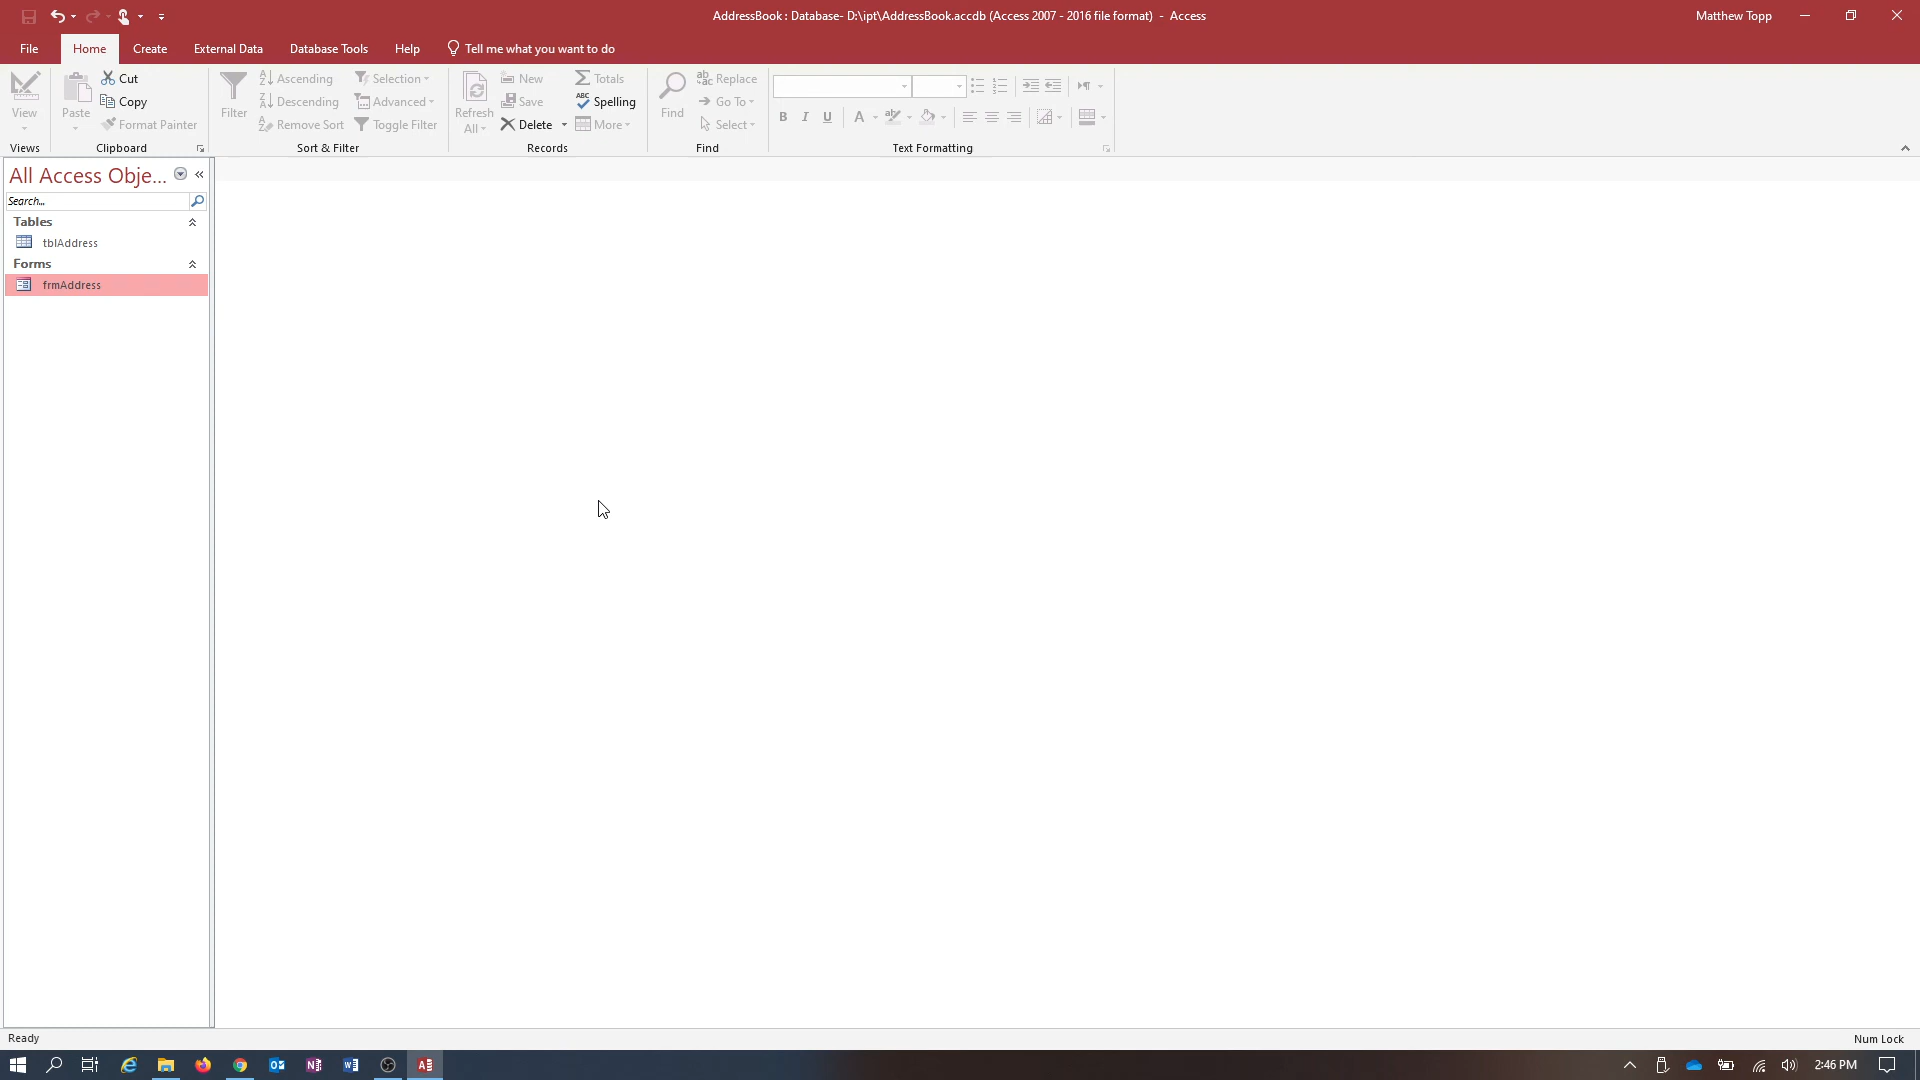 AddressBook : Database- D:\ipt\AddressBook.accdb (Access 2007 - 2016 file format) - Access
Matthew Topp
File Home Create External Data Database Tools Help Tell me what you want to do
View
Views
Paste
Cut
Copy
Format Painter
Clipboard
Filter
Ascending
Descending
Remove Sort
Selection
Advanced
Toggle Filter
Sort & Filter
Refresh
All
New
Save
Delete
Totals
Spelling
More
Records
Find
Replace
Go To
Select
Find
B I U
Text Formatting
All Access Obje...
Search...
Tables
tblAddress
Forms
frmAddress
Ready
Num Lock
2:46 PM